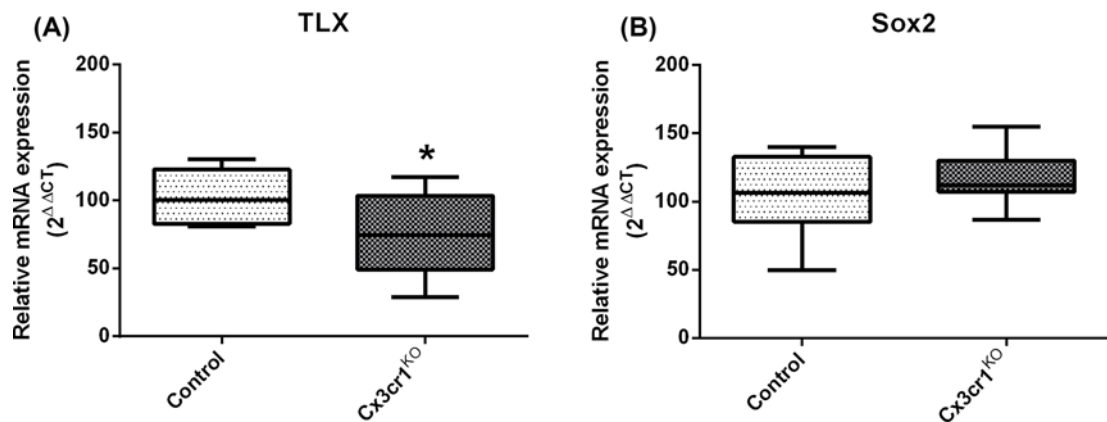 (A)
TLX
Relative mRNA expression
(2^ΔΔCT)
200
150
100
50
0
*
Control
Cx3cr1^KO
(B)
Sox2
Relative mRNA expression
(2^ΔΔCT)
200
150
100
50
0
Control
Cx3cr1^KO